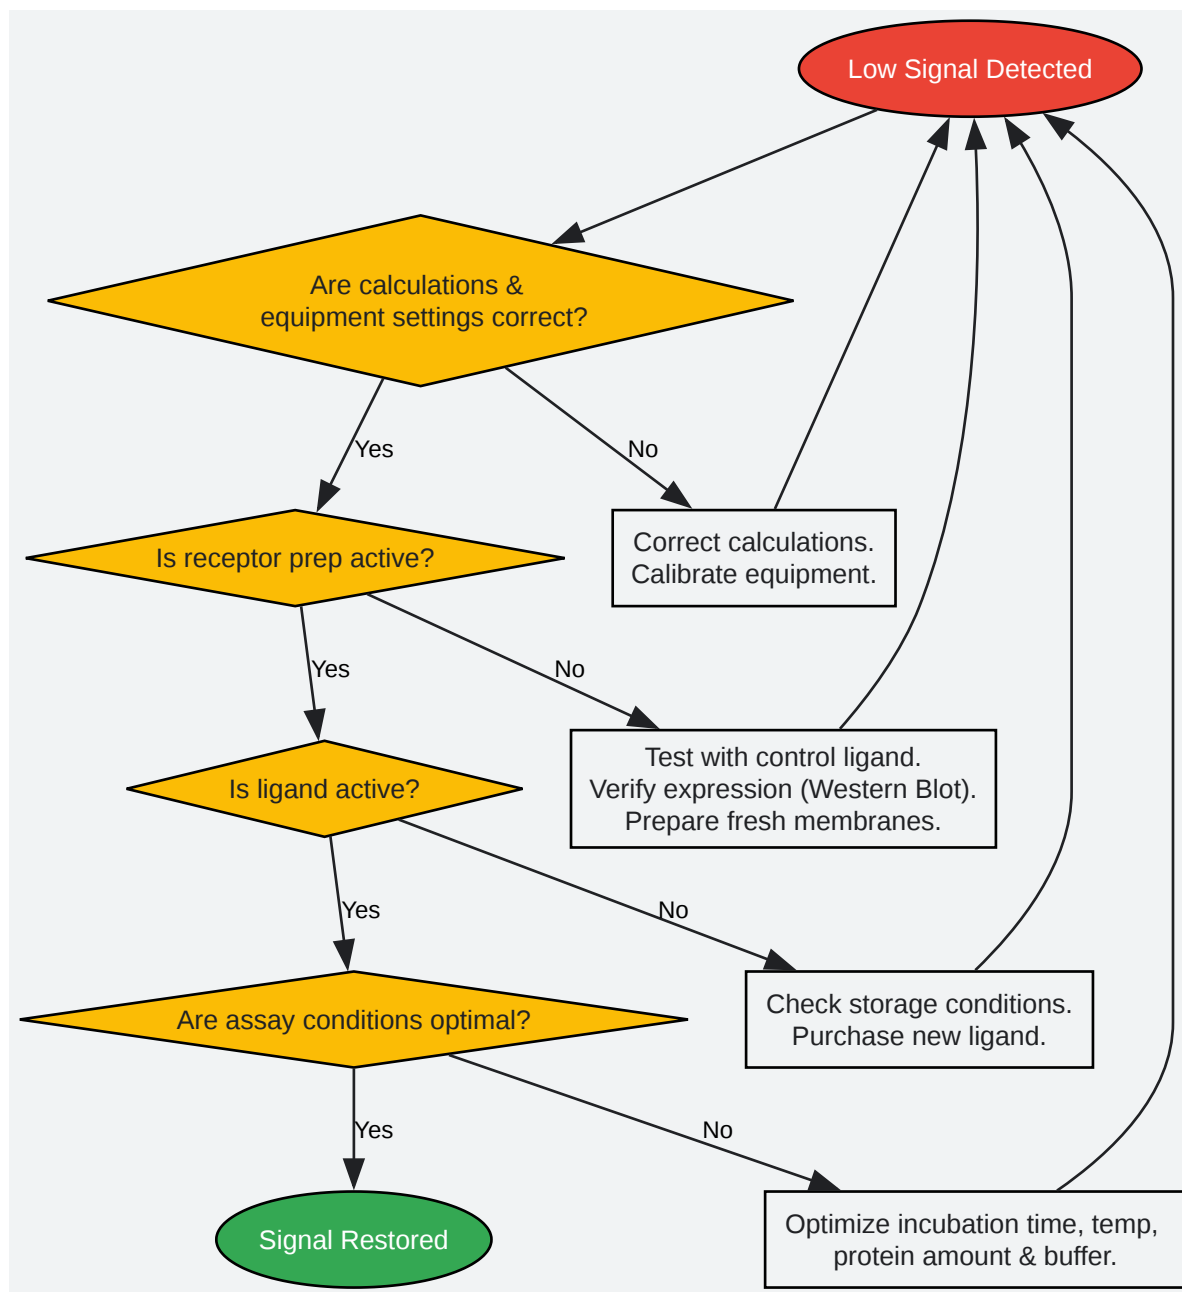 Low Signal Detected
Are calculations &
equipment settings correct?
Yes
No
Is receptor prep active?
Correct calculations.
Calibrate equipment.
Yes
No
Is ligand active?
Test with control ligand.
Verify expression (Western Blot).
Prepare fresh membranes.
Yes
No
Are assay conditions optimal?
Check storage conditions.
Purchase new ligand.
Yes
No
Signal Restored
Optimize incubation time, temp,
protein amount & buffer.